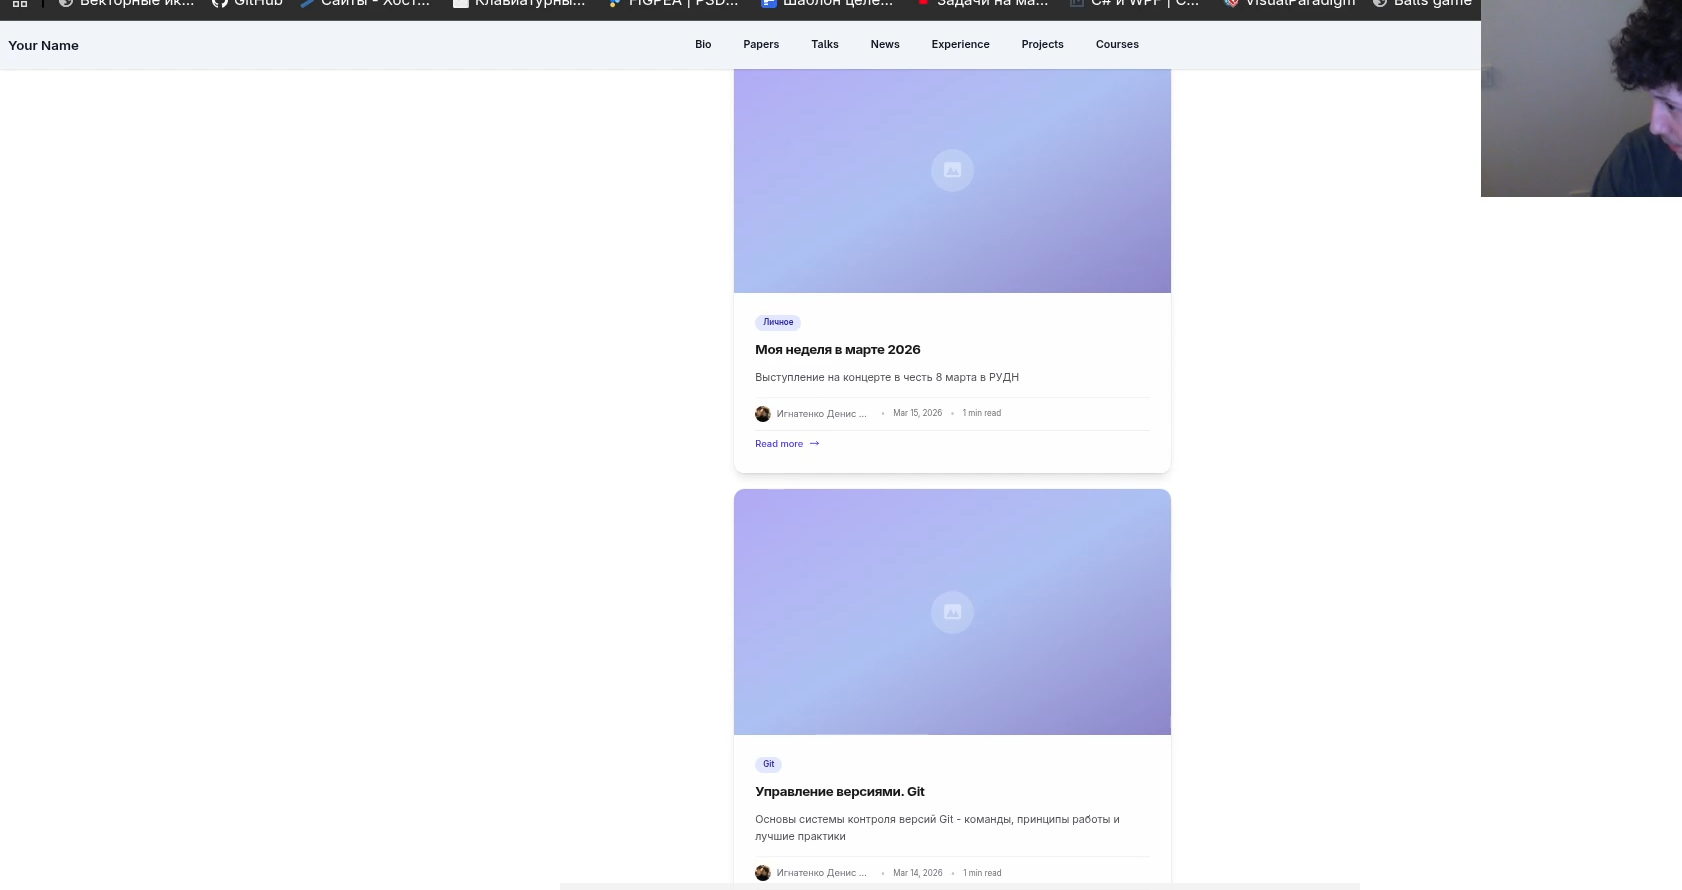 Векторные ик... GitHub Сайты - Хост... Клавиатурны... FIGPEA | PSD... Шаблон целе... Задачи на ма... C# и WPF | C... VisualParadigm Balls game
Your Name Bio Papers Talks News Experience Projects Courses
Личное
Моя неделя в марте 2026
Выступление на концерте в честь 8 марта в РУДН
Игнатенко Денис ... • Mar 15, 2026 • 1 min read
Read more →
Git
Управление версиями. Git
Основы системы контроля версий Git - команды, принципы работы и
лучшие практики
Игнатенко Денис ... • Mar 14, 2026 • 1 min read